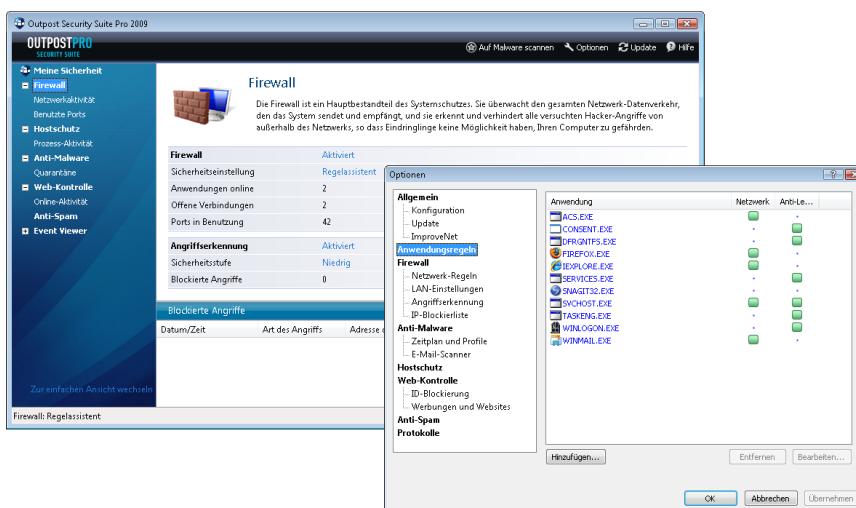 Outpost Security Suite Pro 2009
OUTPOSTPRO
SECURITY SUITE
Auf Malware scannen Optionen Update Hilfe
Meine Sicherheit
Firewall
Netzwerkaktivität
Benutzte Ports
Hostschutz
Prozess-Aktivität
Anti-Malware
Quarantäne
Web-Kontrolle
Online-Aktivität
Anti-Spam
Event Viewer
Zur einfachen Ansicht wechseln
Firewall
Die Firewall ist ein Hauptbestandteil des Systemschutzes. Sie überwacht den gesamten Netzwerk-Datenverkehr,
den das System sendet und empfängt, und sie erkennt und verhindert alle versuchten Hacker-Angriffe von
außerhalb des Netzwerks, so dass Eindringlinge keine Möglichkeit haben, Ihren Computer zu gefährden.
Firewall Aktiviert
Sicherheitseinstellung Regelassistent
Anwendungen online 2
Offene Verbindungen 2
Ports in Benutzung 42
Angriffserkennung Aktiviert
Sicherheitsstufe Niedrig
Blockierte Angriffe 0
Blockierte Angriffe
Datum/Zeit Art des Angriffs Adresse
Firewall: Regelassistent
Optionen
Allgemein
Konfiguration
Update
ImproveNet
Anwendungsregeln
Firewall
Netzwerk-Regeln
LAN-Einstellungen
Angriffserkennung
IP-Blockierliste
Anti-Malware
Zeitplan und Profile
E-Mail-Scanner
Hostschutz
Web-Kontrolle
ID-Blockierung
Werbungen und Websites
Anti-Spam
Protokolle
Anwendung Netzwerk Anti-Le...
ACS.EXE
CONSENT.EXE
DFRGNTFS.EXE
FIREFOX.EXE
IEXPLORE.EXE
SERVICES.EXE
SNAGIT32.EXE
SVCHOST.EXE
TASKENG.EXE
WINLOGON.EXE
WINMAIL.EXE
Hinzufügen... Entfernen Bearbeiten...
OK Abbrechen Übernehmen